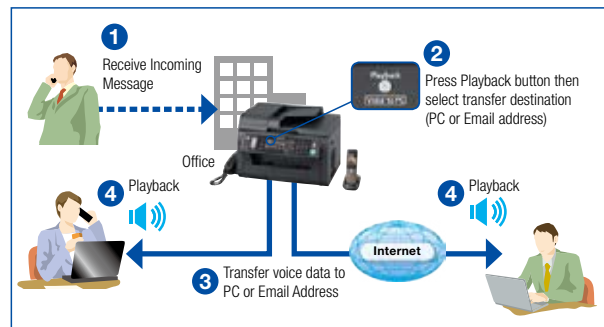 1
Receive Incoming
Message
Office
Playback
VOICE TO PC
2
Press Playback button then
select transfer destination
(PC or Email address)
4 Playback
3 Transfer voice data to
PC or Email Address
Internet
4 Playback